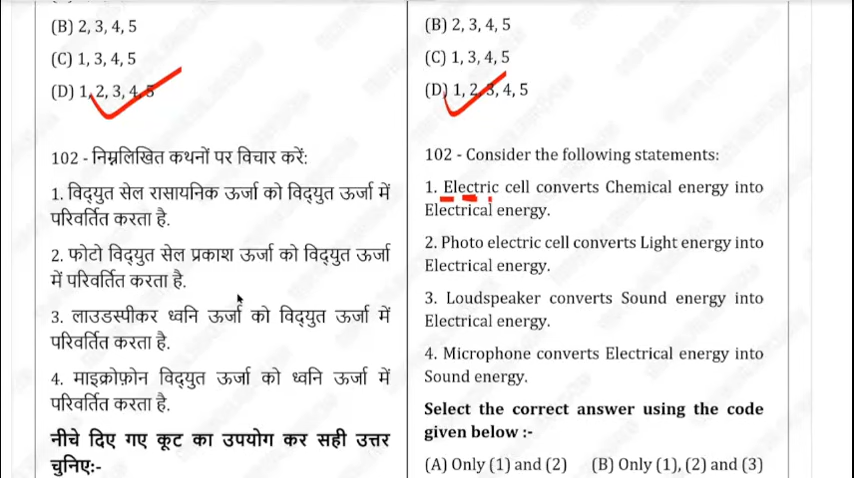 (B) 2, 3, 4, 5
(C) 1, 3, 4, 5
(D) 1, 2, 3, 4, 5
102 - निम्नलिखित कथनों पर विचार करें:
1. विद्युत सेल रासायनिक ऊर्जा को विद्युत ऊर्जा में
परिवर्तित करता है.
2. फोटो विद्युत सेल प्रकाश ऊर्जा को विद्युत ऊर्जा
में परिवर्तित करता है.
3. लाउडस्पीकर ध्वनि ऊर्जा को विद्युत ऊर्जा में
परिवर्तित करता है.
4. माइक्रोफ़ोन विद्युत ऊर्जा को ध्वनि ऊर्जा में
परिवर्तित करता है.
नीचे दिए गए कूट का उपयोग कर सही उत्तर
चुनिए:-
(B) 2, 3, 4, 5
(C) 1, 3, 4, 5
(D) 1, 2, 3, 4, 5
102 - Consider the following statements:
1. Electric cell converts Chemical energy into
Electrical energy.
2. Photo electric cell converts Light energy into
Electrical energy.
3. Loudspeaker converts Sound energy into
Electrical energy.
4. Microphone converts Electrical energy into
Sound energy.
Select the correct answer using the code
given below :-
(A) Only (1) and (2) (B) Only (1), (2) and (3)